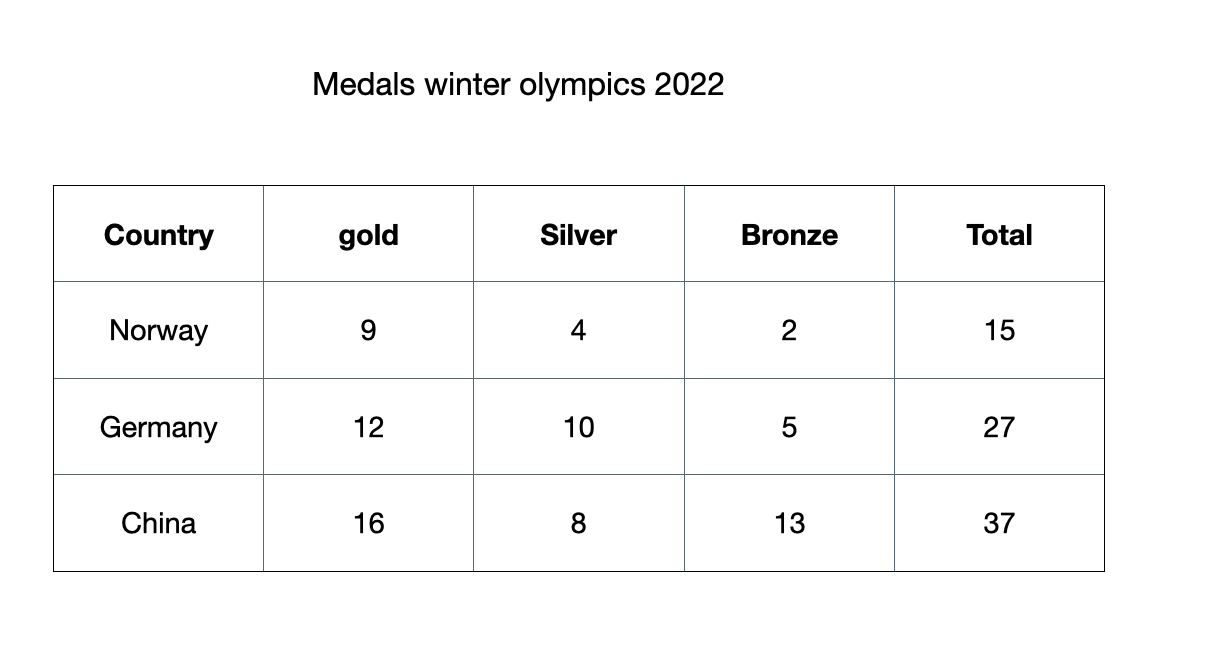 Medals winter olympics 2022
Country gold Silver Bronze Total
Norway 9 4 2 15
Germany 12 10 5 27
China 16 8 13 37